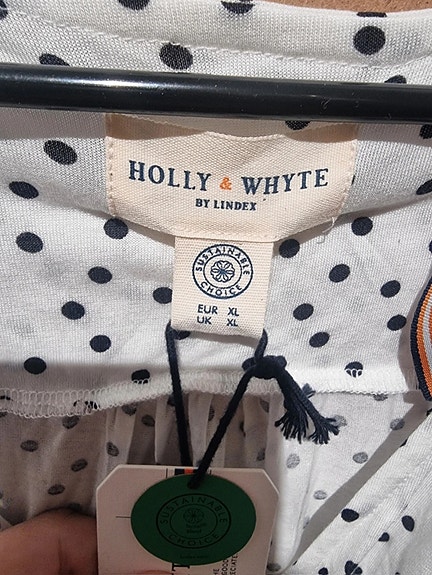 HOLLY & WHYTE
BY LINDEX
SUSTAINABLE
CHOICE
EUR XL
UK XL
SUSTAINABLE
CHOICE